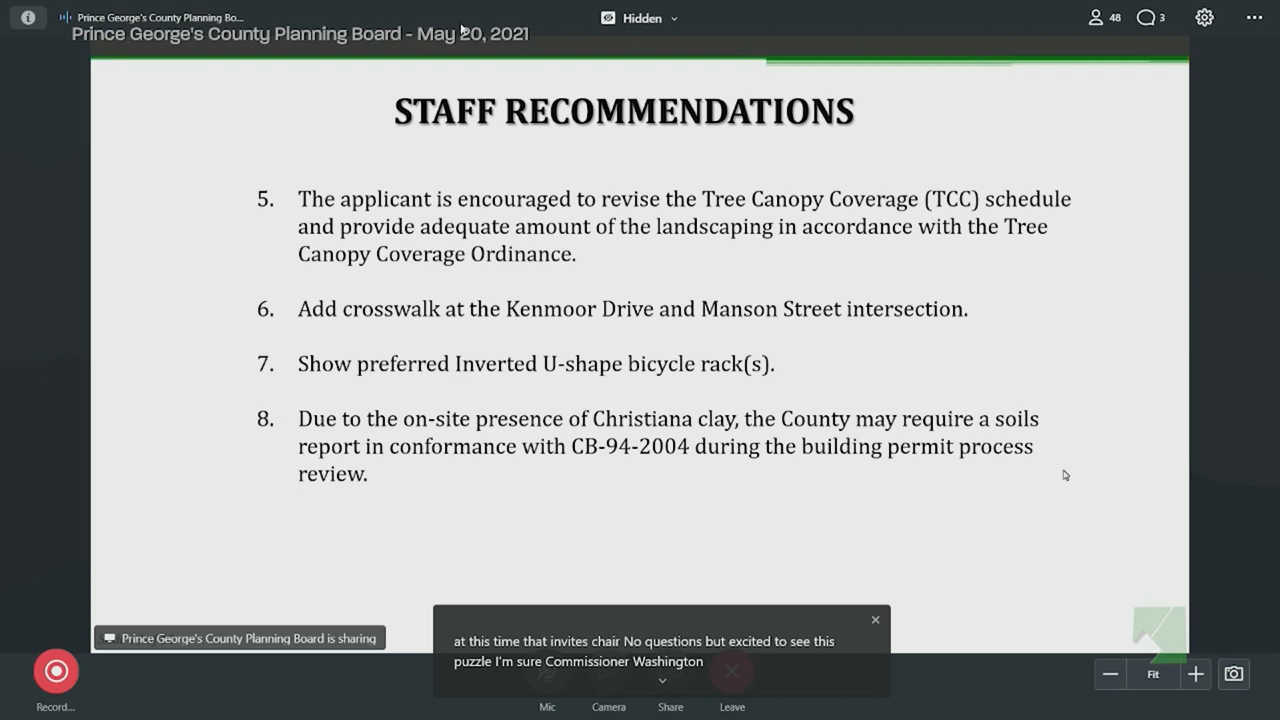 Prince George's County Planning Bo...
Hidden
48
3
Prince George's County Planning Board - May 20, 2021
STAFF RECOMMENDATIONS
5. The applicant is encouraged to revise the Tree Canopy Coverage (TCC) schedule
and provide adequate amount of the landscaping in accordance with the Tree
Canopy Coverage Ordinance.
6. Add crosswalk at the Kenmoor Drive and Manson Street intersection.
7. Show preferred Inverted U-shape bicycle rack(s).
8. Due to the on-site presence of Christiana clay, the County may require a soils
report in conformance with CB-94-2004 during the building permit process
review.
Prince George's County Planning Board is sharing
at this time that invites chair No questions but excited to see this
puzzle I'm sure Commissioner Washington
Fit
Record...
Mic
Camera
Share
Leave